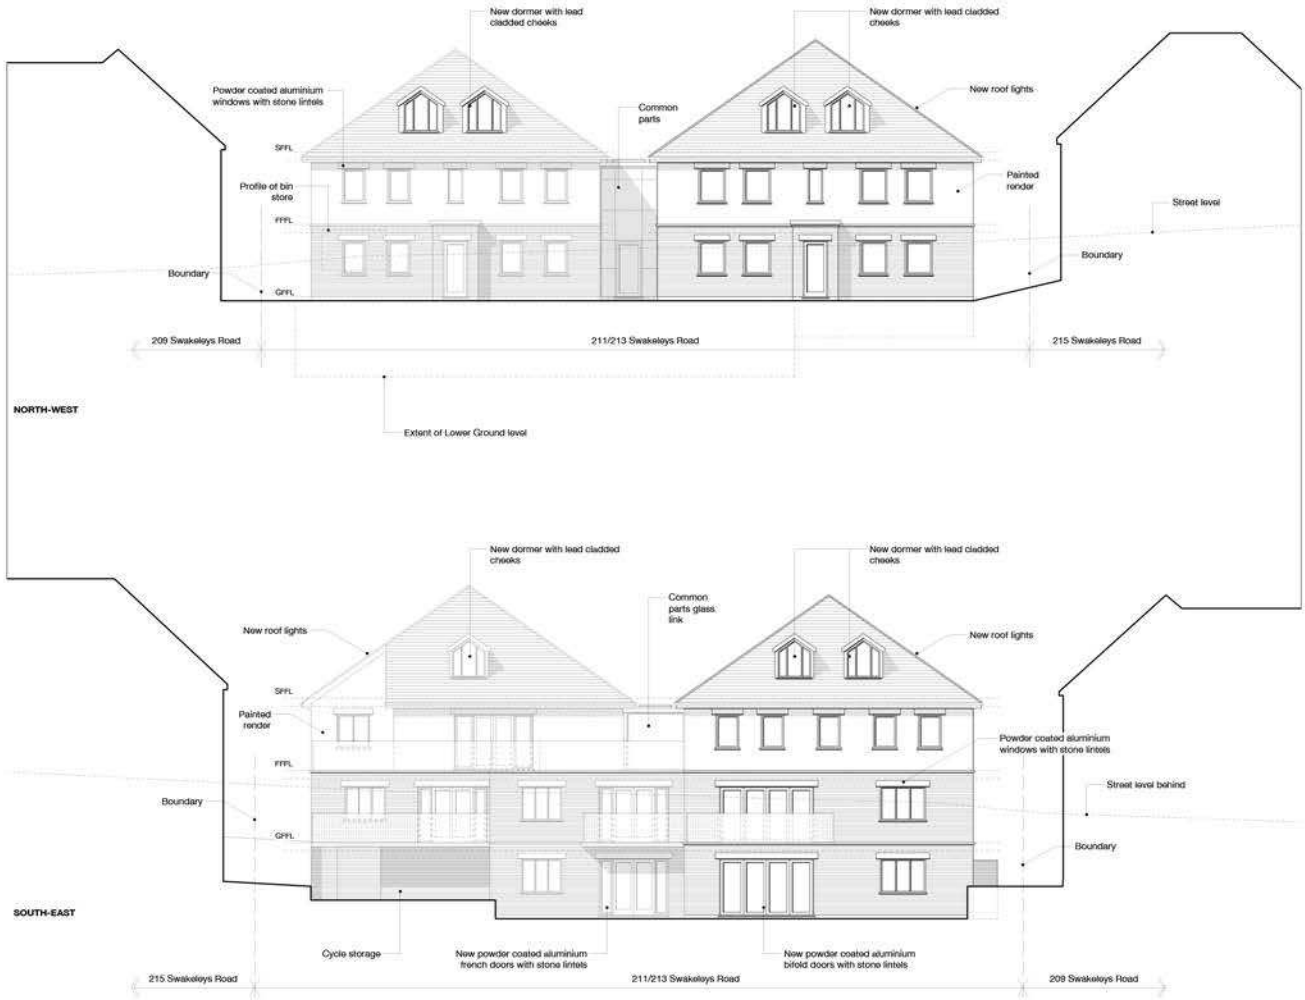 New dormer with lead
cladded cheeks
New dormer with lead cladded
cheeks
Powder coated aluminium
windows with stone lintels
New roof lights
Common
parts
SFFL
Painted
render
Profile of bin
store
Street level
FFFL
Boundary
Boundary
GFFL
209 Swakeleys Road
211/213 Swakeleys Road
215 Swakeleys Road
NORTH-WEST
Extent of Lower Ground level
New dormer with lead cladded
cheeks
New dormer with lead cladded
cheeks
Common
parts glass
link
New roof lights
New roof lights
SFFL
Painted
render
Powder coated aluminium
windows with stone lintels
FFFL
Street level behind
Boundary
GFFL
Boundary
SOUTH-EAST
Cycle storage
New powder coated aluminium
french doors with stone lintels
New powder coated aluminium
bifold doors with stone lintels
215 Swakeleys Road
211/213 Swakeleys Road
209 Swakeleys Road